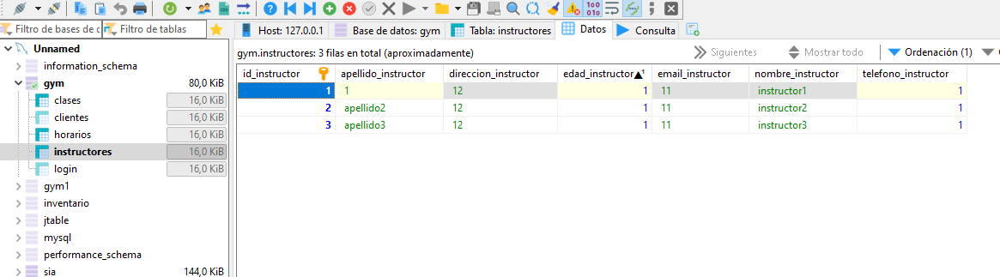 100 010
Filtro de bases de d Filtro de tablas
Host: 127.0.0.1 Base de datos: gym Tabla: instructores Datos Consulta
Unnamed
information_schema
gym 80,0 KiB
clases 16,0 KiB
clientes 16,0 KiB
horarios 16,0 KiB
instructores 16,0 KiB
login 16,0 KiB
gym1
inventario
jtable
mysql
performance_schema
sia 144,0 KiB
gym.instructores: 3 filas en total (aproximadamente) Siguientes Mostrar todo Ordenación (1)
id_instructor apellido_instructor direccion_instructor edad_instructor 1 email_instructor nombre_instructor telefono_instructor
1 1 12 1 11 instructor1 1
2 apellido2 12 1 11 instructor2 1
3 apellido3 12 1 11 instructor3 1